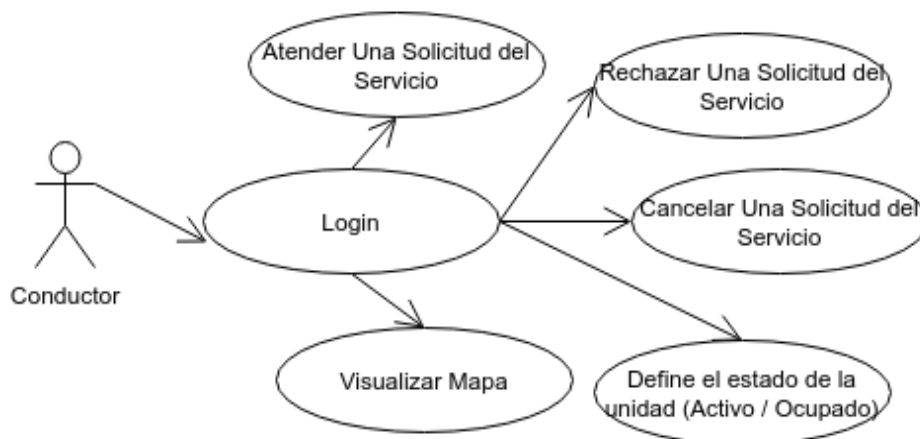 Atender Una Solicitud del
Servicio
Rechazar Una Solicitud del
Servicio
Login
Cancelar Una Solicitud del
Servicio
Conductor
Visualizar Mapa
Define el estado de la
unidad (Activo / Ocupado)